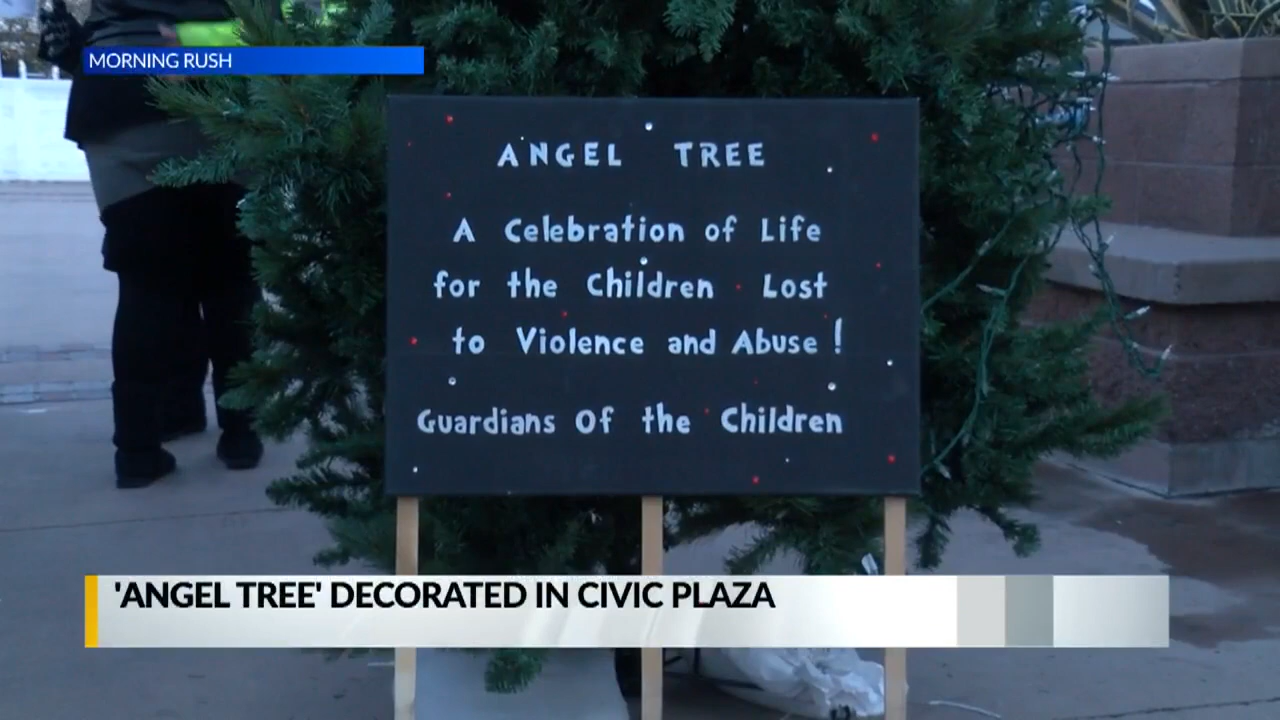 MORNING RUSH
ANGEL TREE
A Celebration of Life
for the Children Lost
to Violence and Abuse!
Guardians Of the Children
'ANGEL TREE' DECORATED IN CIVIC PLAZA